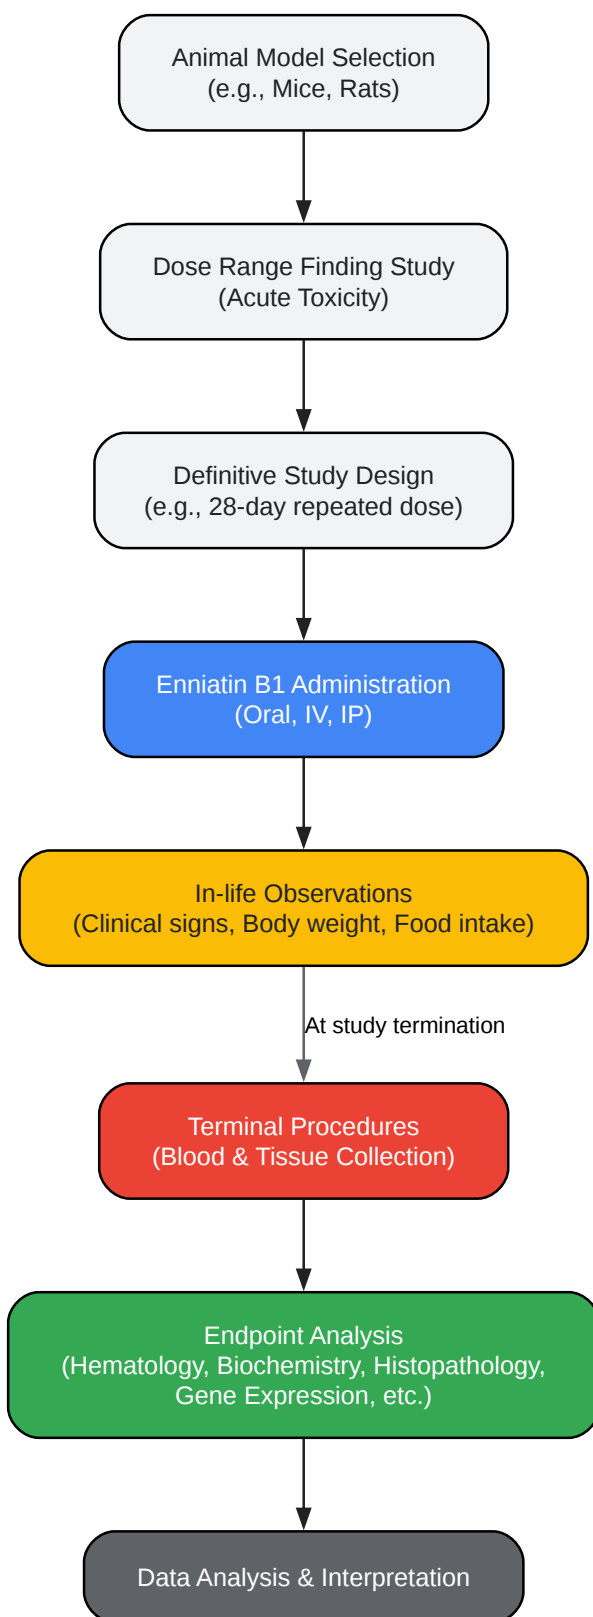 Animal Model Selection
(e.g., Mice, Rats)
Dose Range Finding Study
(Acute Toxicity)
Definitive Study Design
(e.g., 28-day repeated dose)
Enniatin B1 Administration
(Oral, IV, IP)
In-life Observations
(Clinical signs, Body weight, Food intake)
At study termination
Terminal Procedures
(Blood & Tissue Collection)
Endpoint Analysis
(Hematology, Biochemistry, Histopathology,
Gene Expression, etc.)
Data Analysis & Interpretation